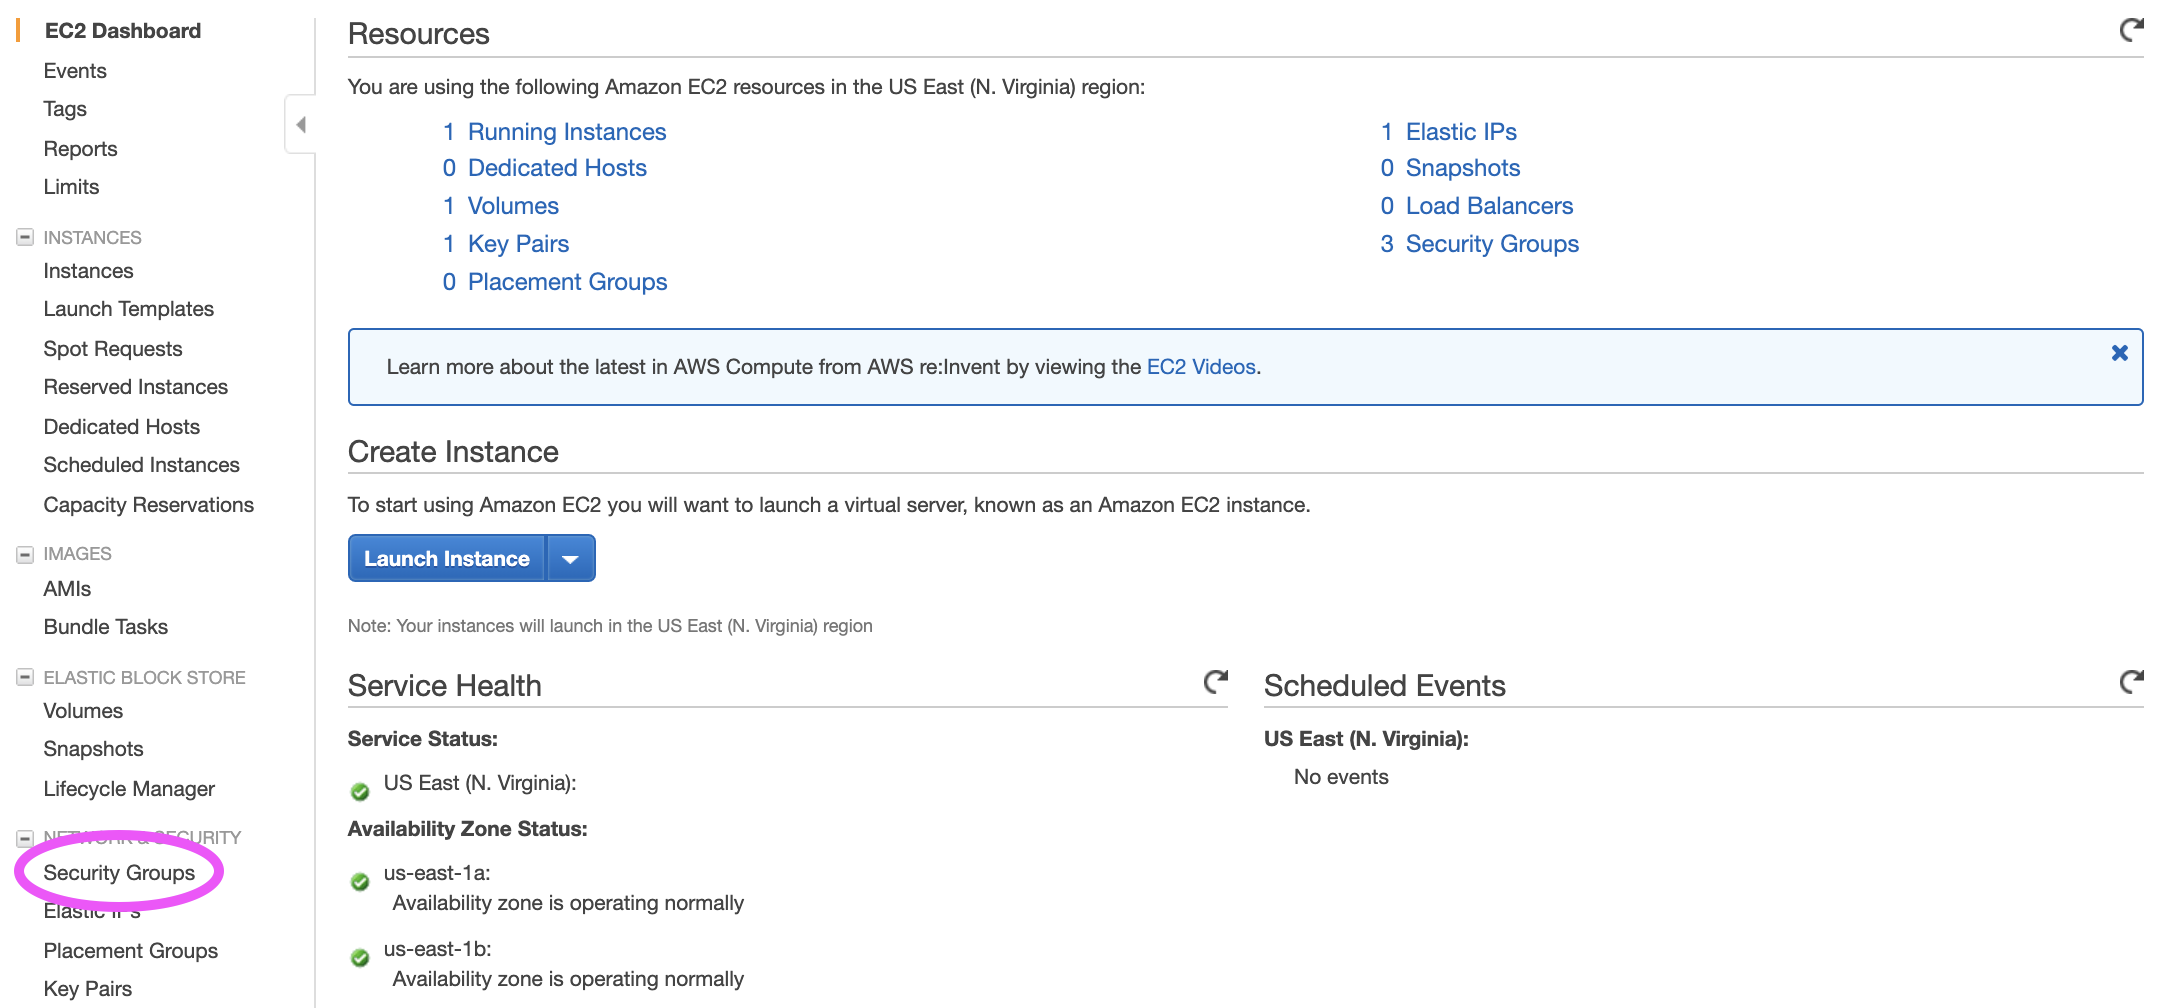 EC2 Dashboard
Events
Tags
Reports
Limits
INSTANCES
Instances
Launch Templates
Spot Requests
Reserved Instances
Dedicated Hosts
Scheduled Instances
Capacity Reservations
IMAGES
AMIs
Bundle Tasks
ELASTIC BLOCK STORE
Volumes
Snapshots
Lifecycle Manager
NETWORK & SECURITY
Security Groups
Elastic IPs
Placement Groups
Key Pairs
Resources
You are using the following Amazon EC2 resources in the US East (N. Virginia) region:
1 Running Instances
0 Dedicated Hosts
1 Volumes
1 Key Pairs
0 Placement Groups
1 Elastic IPs
0 Snapshots
0 Load Balancers
3 Security Groups
Learn more about the latest in AWS Compute from AWS re:Invent by viewing the EC2 Videos.
Create Instance
To start using Amazon EC2 you will want to launch a virtual server, known as an Amazon EC2 instance.
Launch Instance
Note: Your instances will launch in the US East (N. Virginia) region
Service Health
Service Status:
US East (N. Virginia):
Availability Zone Status:
us-east-1a:
Availability zone is operating normally
us-east-1b:
Availability zone is operating normally
Scheduled Events
US East (N. Virginia):
No events